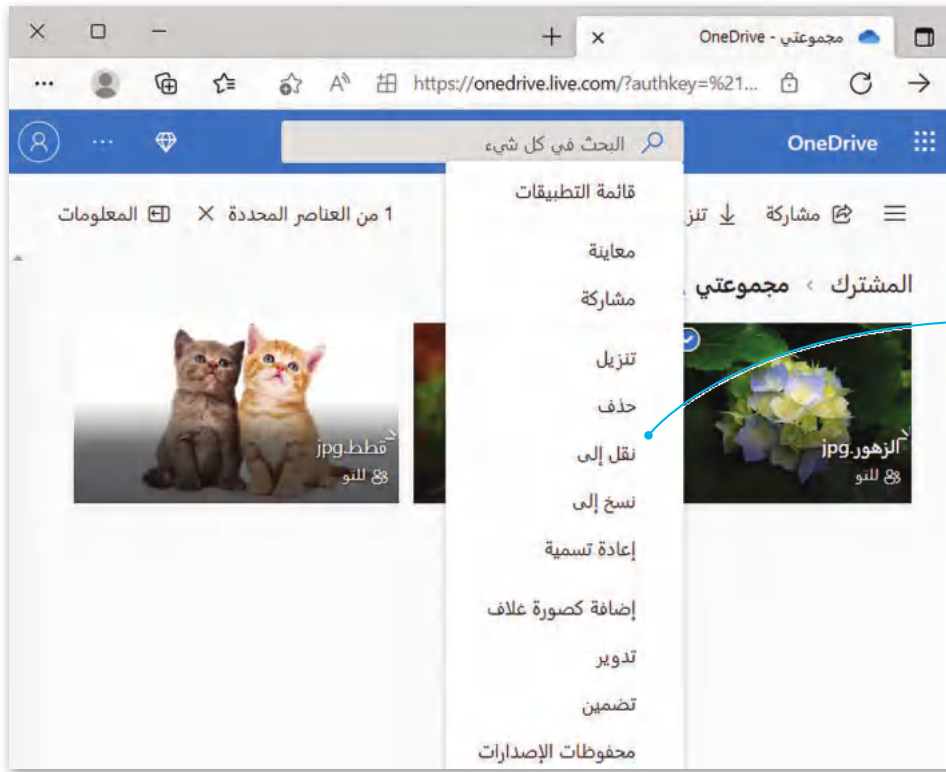 مجموعتي - OneDrive
https://onedrive.live.com/?authkey=%21...
OneDrive
البحث في كل شيء
مشاركة
1 من العناصر المحددة
المعلومات
المشترك › مجموعتي
قائمة التطبيقات
معاينة
مشاركة
تنزيل
حذف
نقل إلى
نسخ إلى
إعادة تسمية
إضافة كصورة غلاف
تدوير
تضمين
محفوظات الإصدارات
الزهور.jpg
للتو
قطط.jpg
للتو